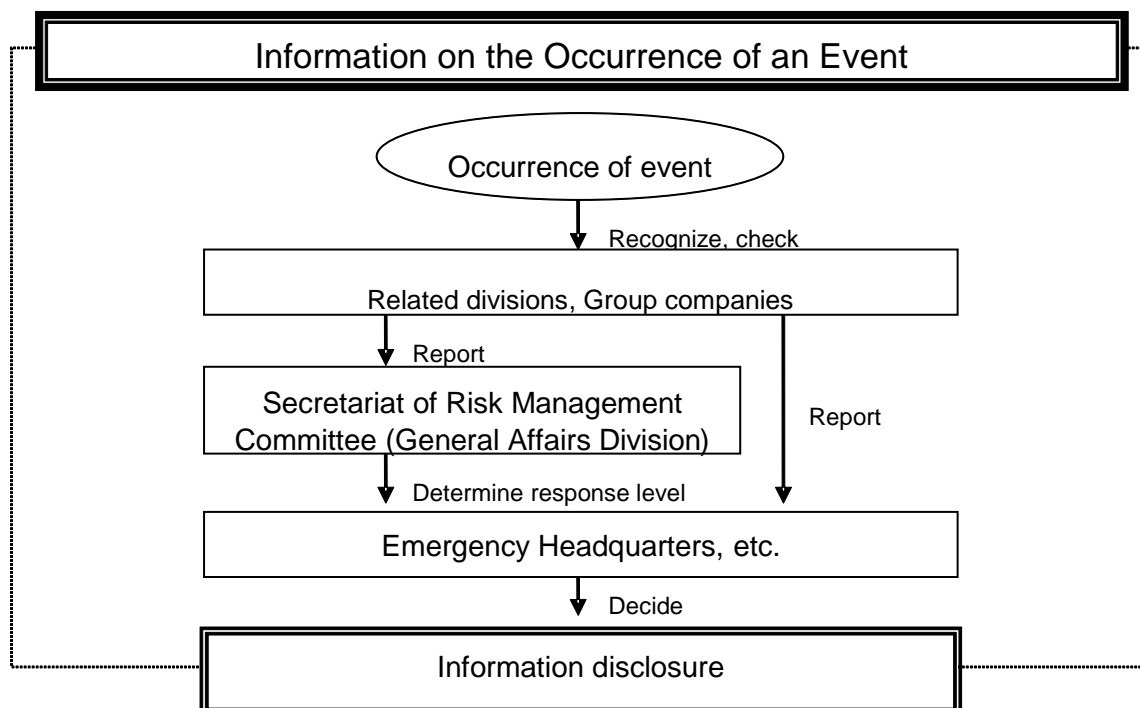 Information on the Occurrence of an Event
Occurrence of event
Recognize, check
Related divisions, Group companies
Report
Secretariat of Risk Management
Committee (General Affairs Division)
Report
Determine response level
Emergency Headquarters, etc.
Decide
Information disclosure